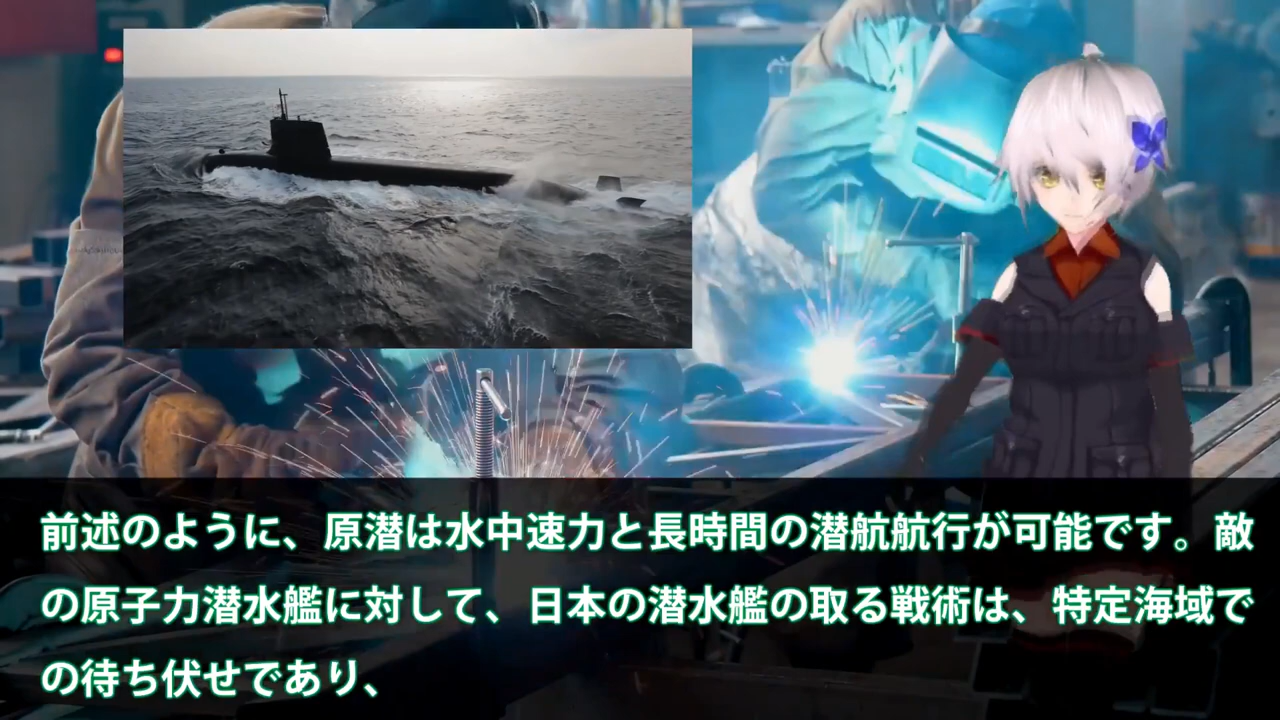 前述のように、原潜は水中速力と長時間の潜航航行が可能です。敵
の原子力潜水艦に対して、日本の潜水艦の取る戦術は、特定海域で
の待ち伏せであり、